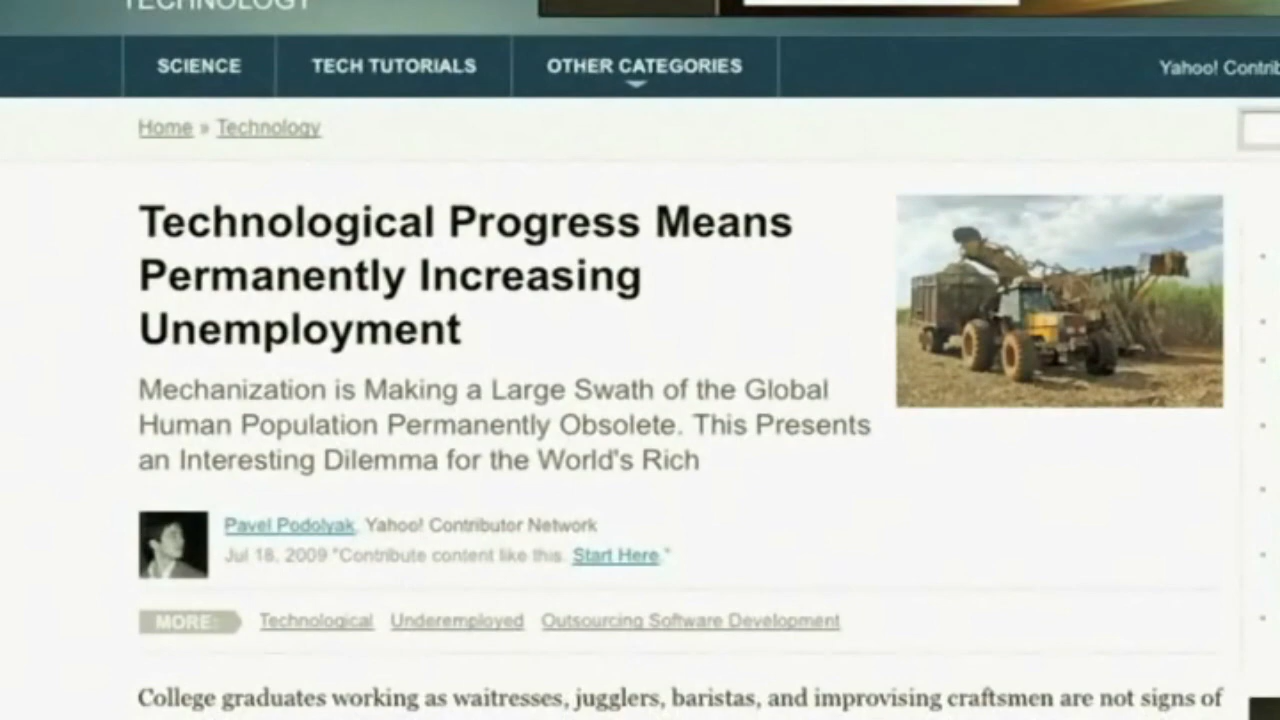 TECHNOLOGY
SCIENCE TECH TUTORIALS OTHER CATEGORIES Yahoo! Contrib
Home » Technology
Technological Progress Means
Permanently Increasing
Unemployment
Mechanization is Making a Large Swath of the Global
Human Population Permanently Obsolete. This Presents
an Interesting Dilemma for the World's Rich
Pavel Podolyak, Yahoo! Contributor Network
Jul 18, 2009 "Contribute content like this. Start Here."
MORE: Technological Underemployed Outsourcing Software Development
College graduates working as waitresses, jugglers, baristas, and improvising craftsmen are not signs of